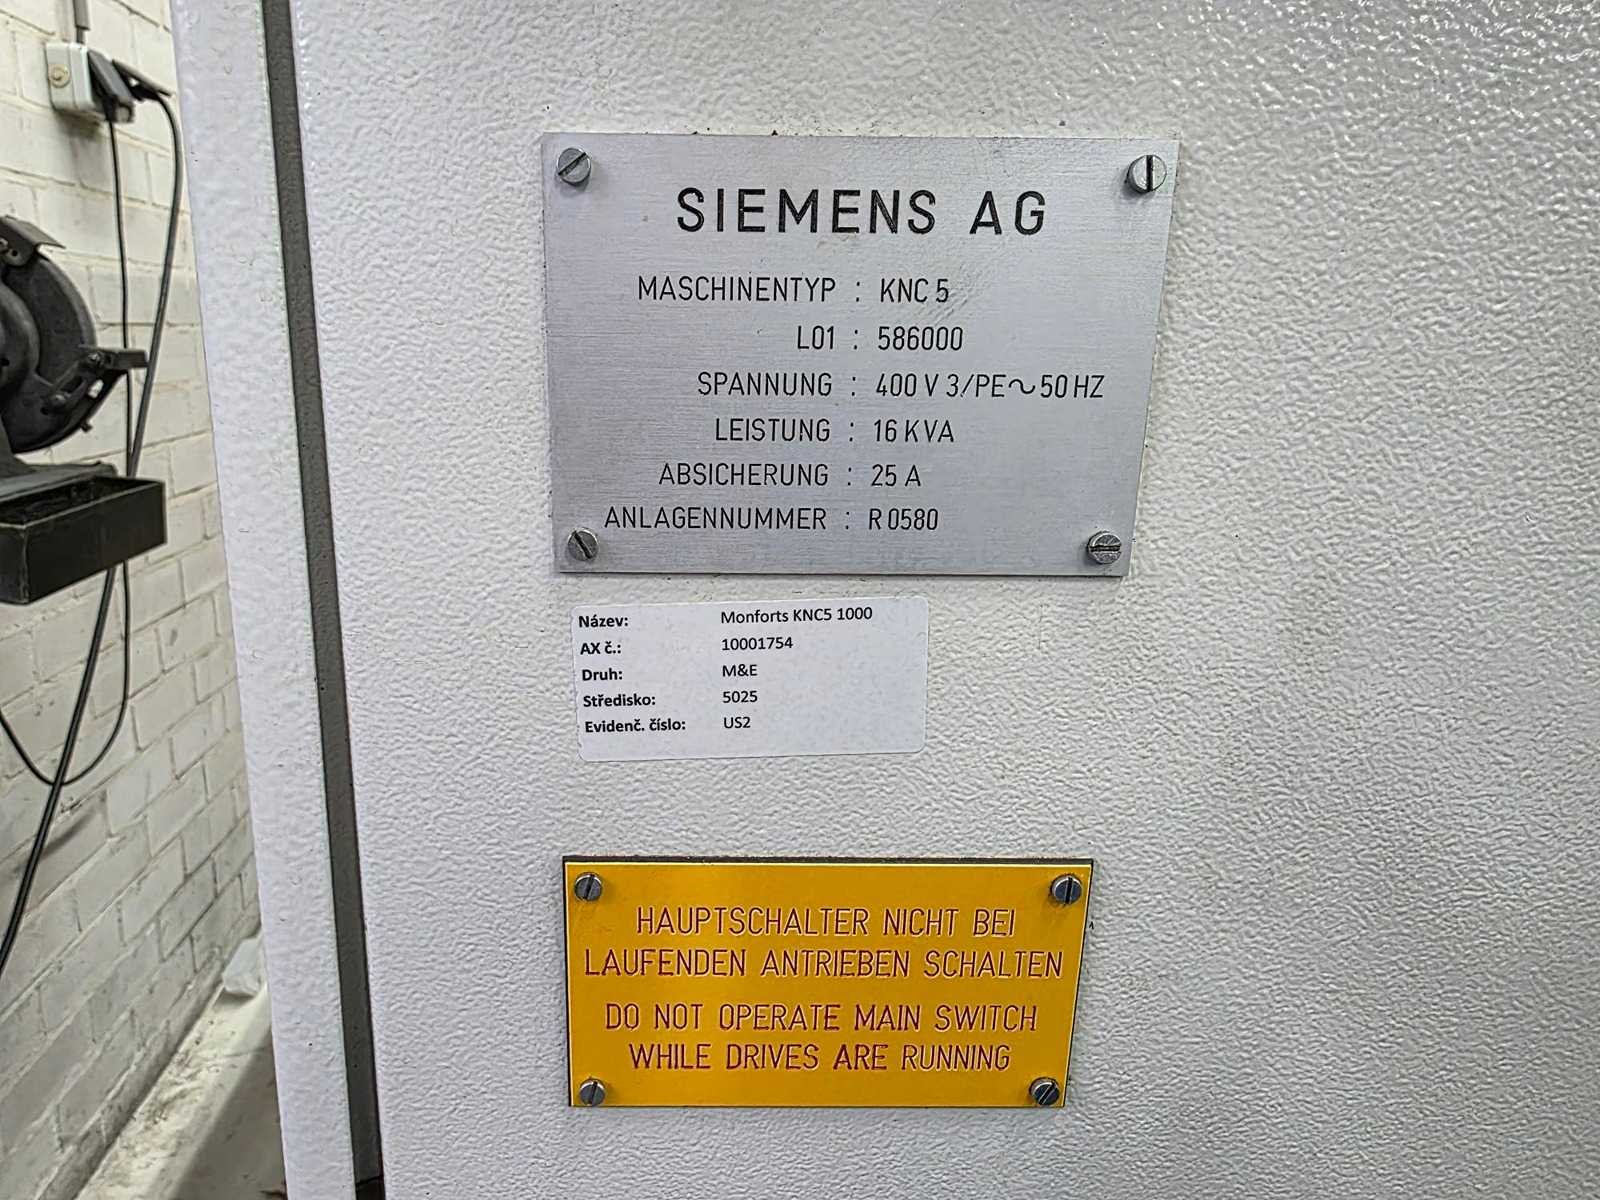 SIEMENS AG
MASCHINENTYP : KNC 5
L01 : 586000
SPANNUNG : 400 V 3/PE~50 HZ
LEISTUNG : 16 KVA
ABSICHERUNG : 25 A
ANLAGENNUMMER : R 0580
Název: Monforts KNC5 1000
AX č.: 10001754
Druh: M&E
Středisko: 5025
Evidenč. číslo: US2
HAUPTSCHALTER NICHT BEI
LAUFENDEN ANTRIEBEN SCHALTEN
DO NOT OPERATE MAIN SWITCH
WHILE DRIVES ARE RUNNING